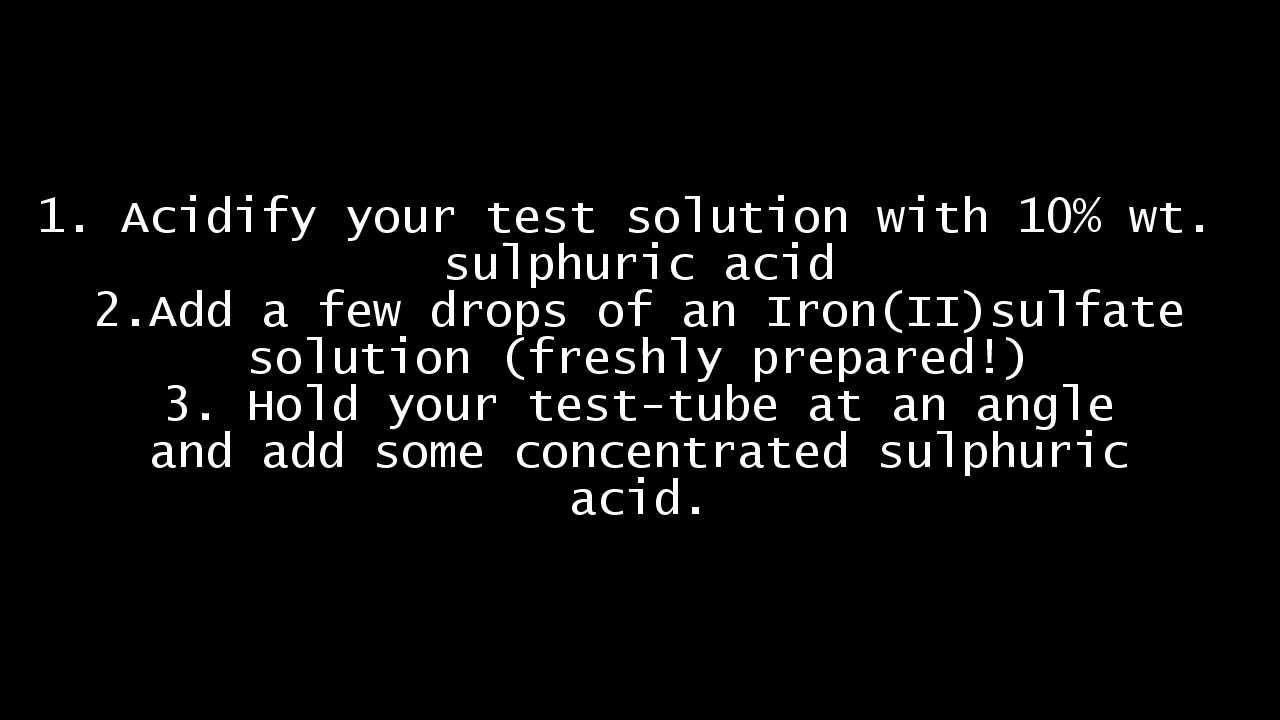 1. Acidify your test solution with 10% wt.
sulphuric acid
2.Add a few drops of an Iron(II)sulfate
solution (freshly prepared!)
3. Hold your test-tube at an angle
and add some concentrated sulphuric
acid.